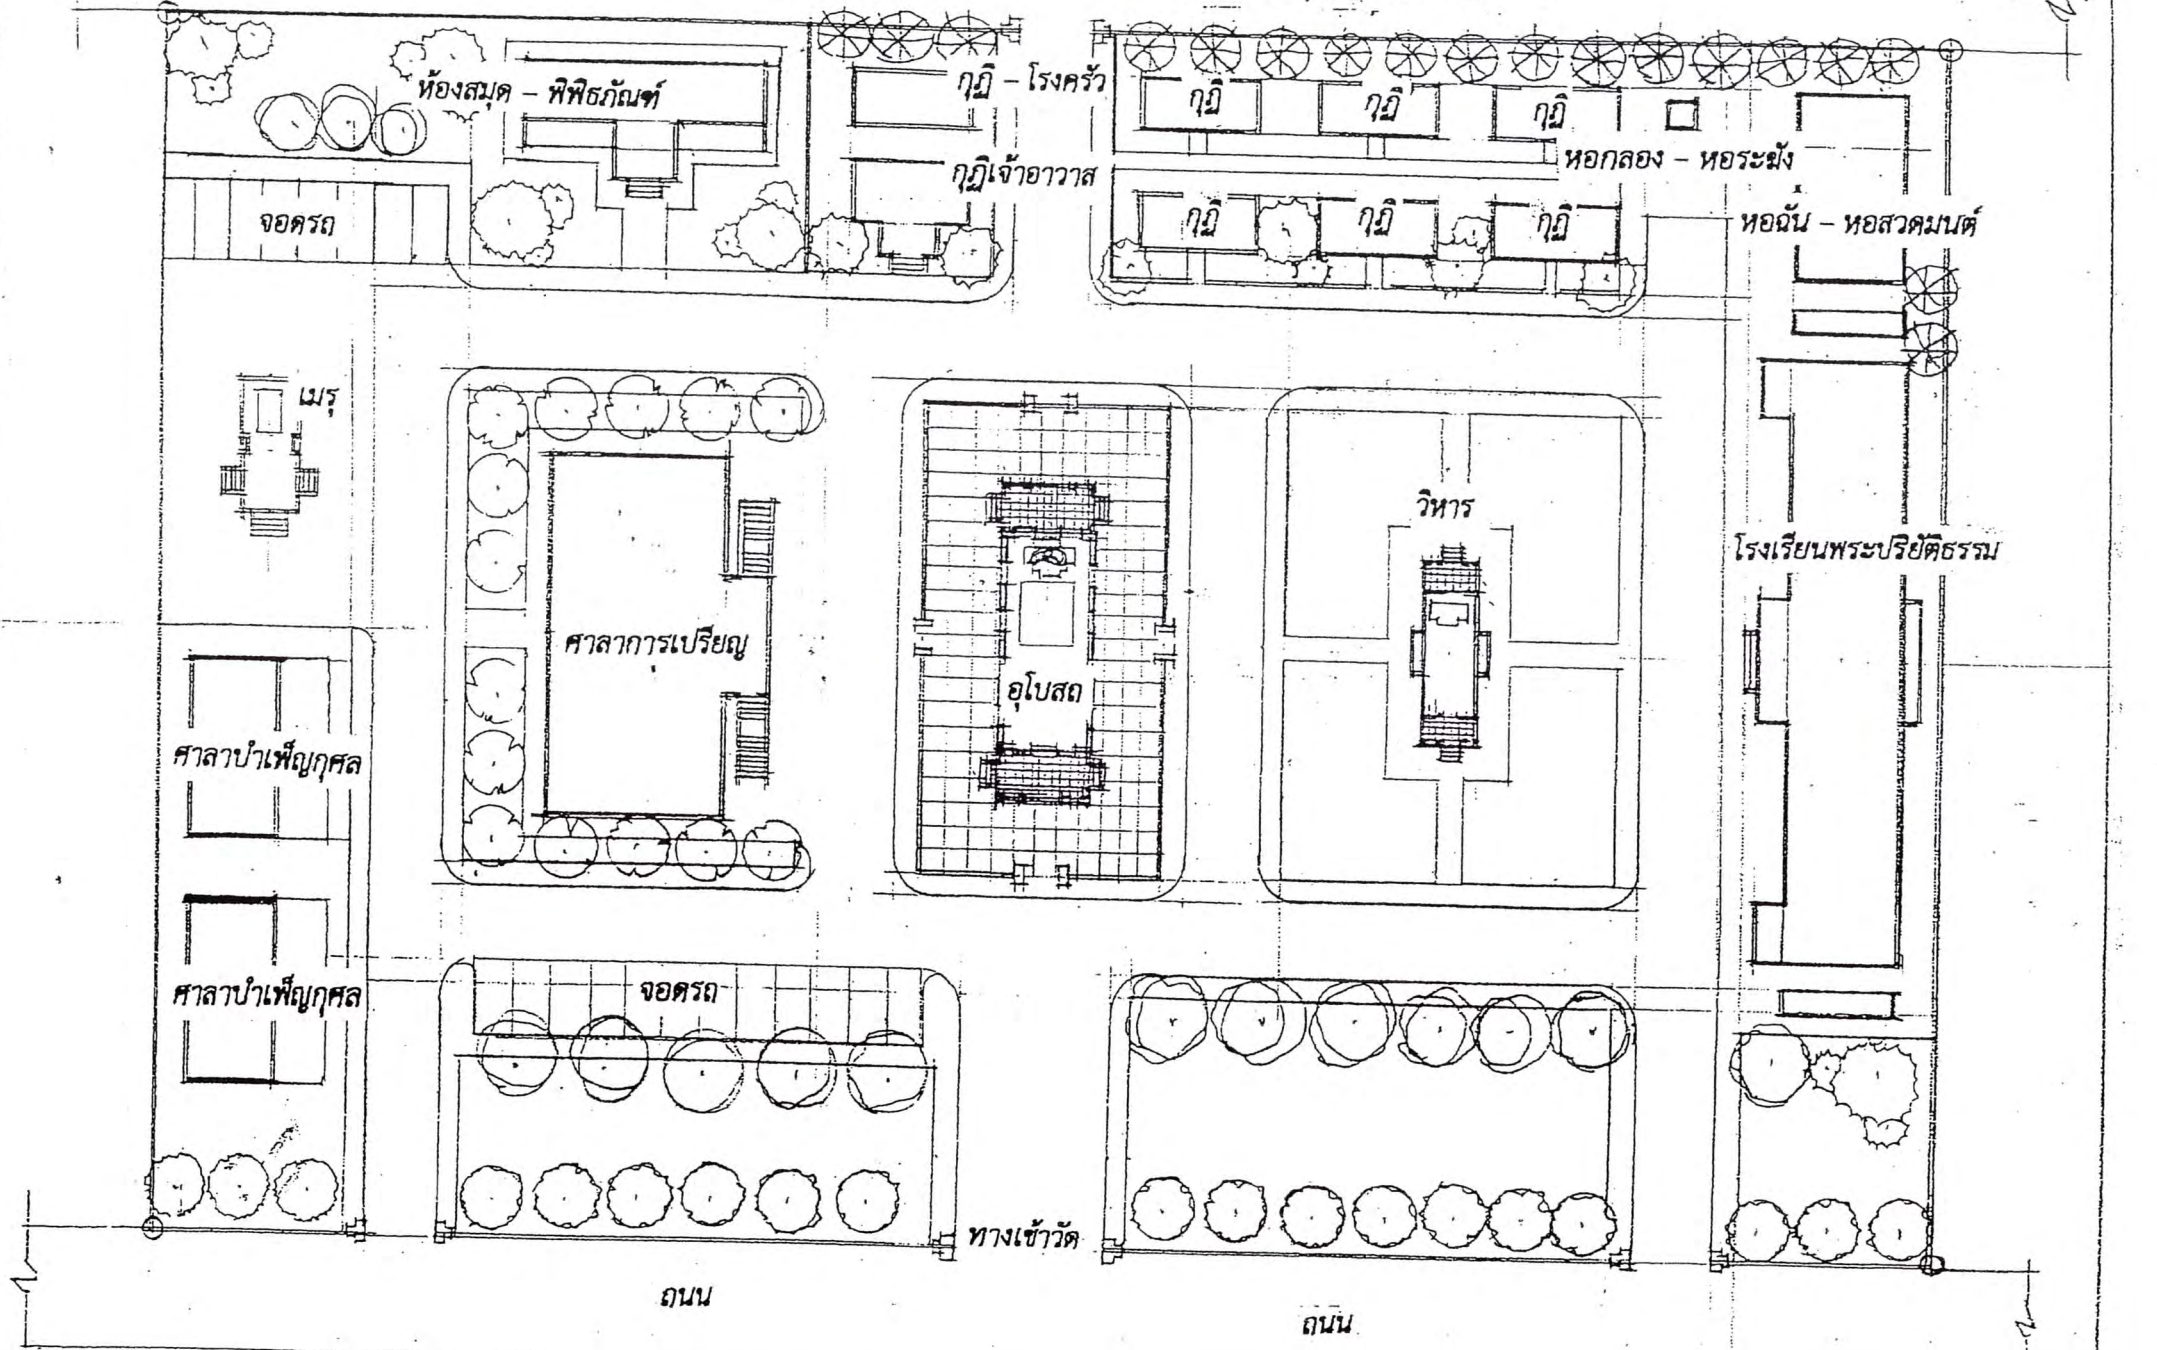 ห้องสมุด - พิพิธภัณฑ์
กุฏิ - โรงครัว
กุฏิ
กุฏิ
กุฏิ
หอกลอง - หอระฆัง
กุฏิเจ้าอาวาส
จอดรถ
กุฏิ
กุฏิ
กุฏิ
หอฉัน - หอสวดมนต์
เมรุ
วิหาร
โรงเรียนพระปริยัติธรรม
ศาลาการเปรียญ
อุโบสถ
ศาลาบำเพ็ญกุศล
ศาลาบำเพ็ญกุศล
จอดรถ
ทางเข้าวัด
ถนน
ถนน